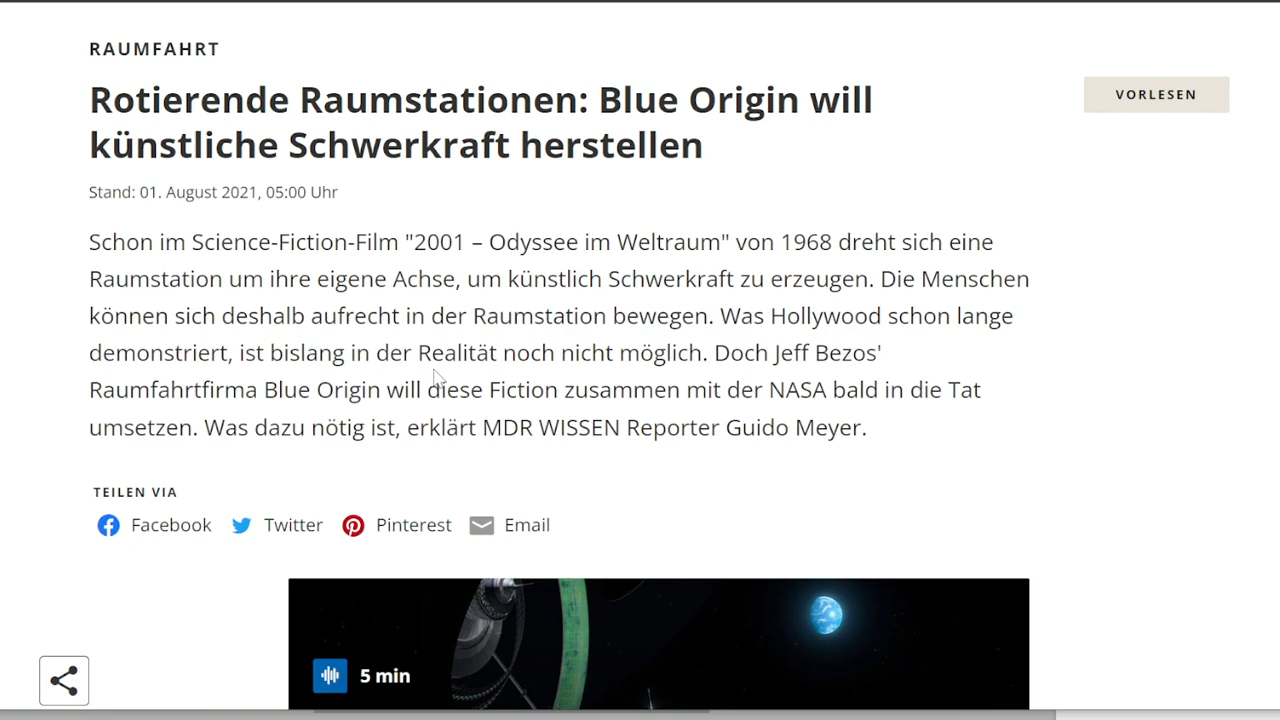 RAUMFAHRT
Rotierende Raumstationen: Blue Origin will
künstliche Schwerkraft herstellen
VORLESEN
Stand: 01. August 2021, 05:00 Uhr
Schon im Science-Fiction-Film "2001 – Odyssee im Weltraum" von 1968 dreht sich eine
Raumstation um ihre eigene Achse, um künstlich Schwerkraft zu erzeugen. Die Menschen
können sich deshalb aufrecht in der Raumstation bewegen. Was Hollywood schon lange
demonstriert, ist bislang in der Realität noch nicht möglich. Doch Jeff Bezos'
Raumfahrtfirma Blue Origin will diese Fiction zusammen mit der NASA bald in die Tat
umsetzen. Was dazu nötig ist, erklärt MDR WISSEN Reporter Guido Meyer.
TEILEN VIA
Facebook Twitter Pinterest Email
5 min